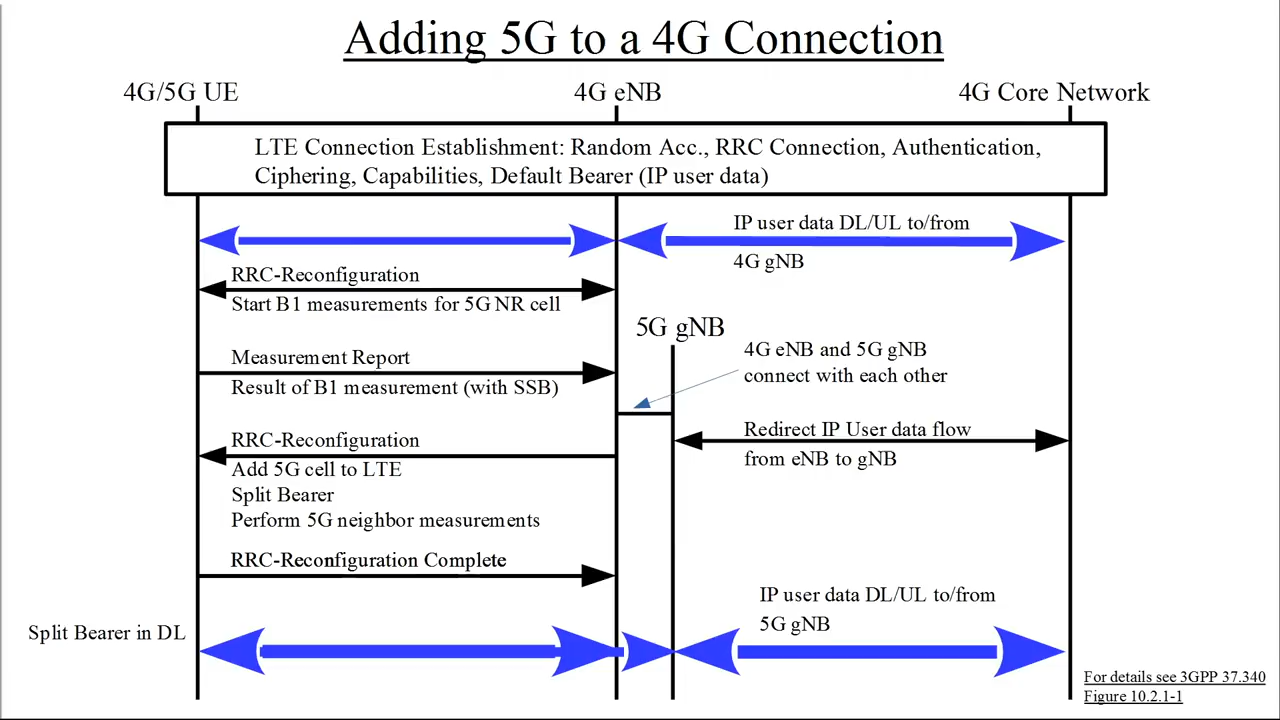 Adding 5G to a 4G Connection
4G/5G UE
4G eNB
4G Core Network
LTE Connection Establishment: Random Acc., RRC Connection, Authentication,
Ciphering, Capabilities, Default Bearer (IP user data)
IP user data DL/UL to/from
4G gNB
RRC-Reconfiguration
Start B1 measurements for 5G NR cell
5G gNB
4G eNB and 5G gNB
connect with each other
Measurement Report
Result of B1 measurement (with SSB)
Redirect IP User data flow
from eNB to gNB
RRC-Reconfiguration
Add 5G cell to LTE
Split Bearer
Perform 5G neighbor measurements
RRC-Reconfiguration Complete
IP user data DL/UL to/from
5G gNB
Split Bearer in DL
For details see 3GPP 37.340
Figure 10.2.1-1